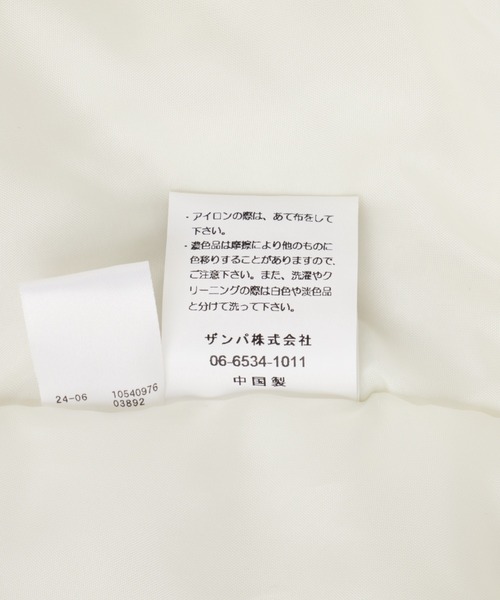 ・アイロンの際は、あて布をして
下さい。
・濃色品は摩擦により他のものに
色移りすることがありますので、
ご注意下さい。また、洗濯やク
リーニングの際は白色や淡色品
と分けて洗って下さい。
ザンパ株式会社
06-6534-1011
中国製
24-06 10540976
03892